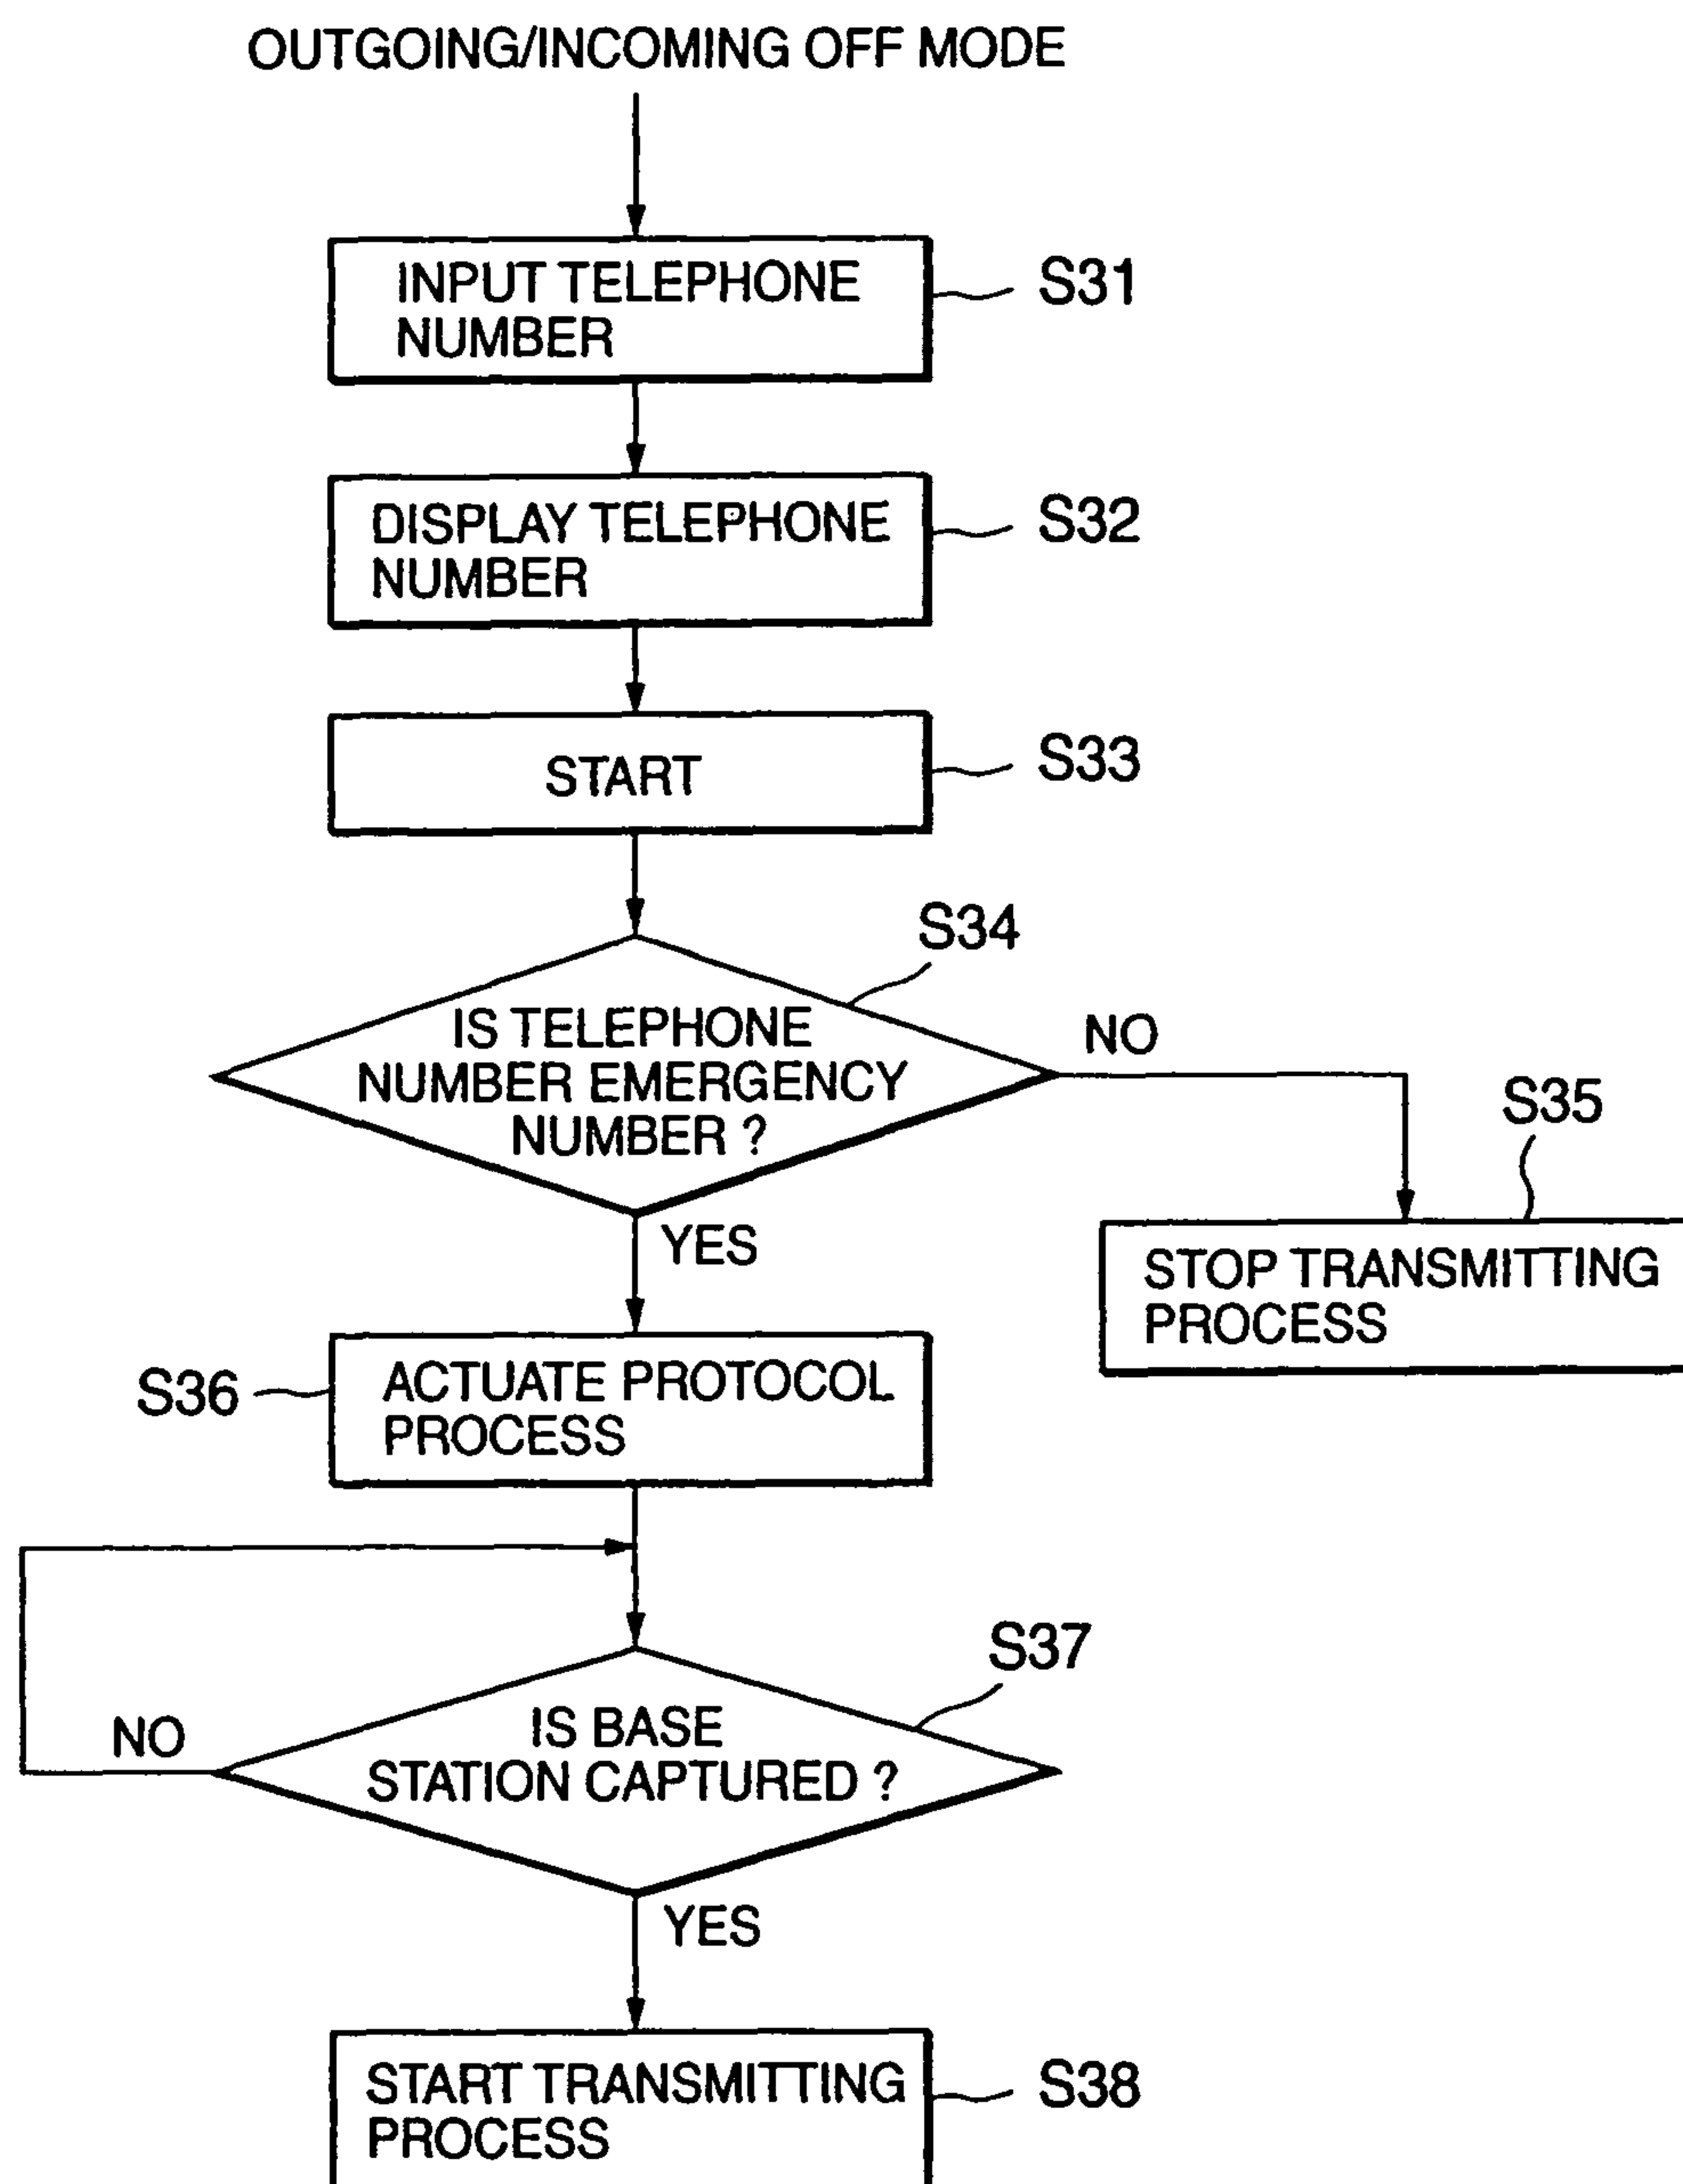 OUTGOING/INCOMING OFF MODE
INPUT TELEPHONE
NUMBER
S31
DISPLAY TELEPHONE
NUMBER
S32
START
S33
S34
IS TELEPHONE
NUMBER EMERGENCY
NUMBER ?
NO
S35
STOP TRANSMITTING
PROCESS
YES
S36
ACTUATE PROTOCOL
PROCESS
S37
IS BASE
STATION CAPTURED ?
NO
YES
START TRANSMITTING
PROCESS
S38